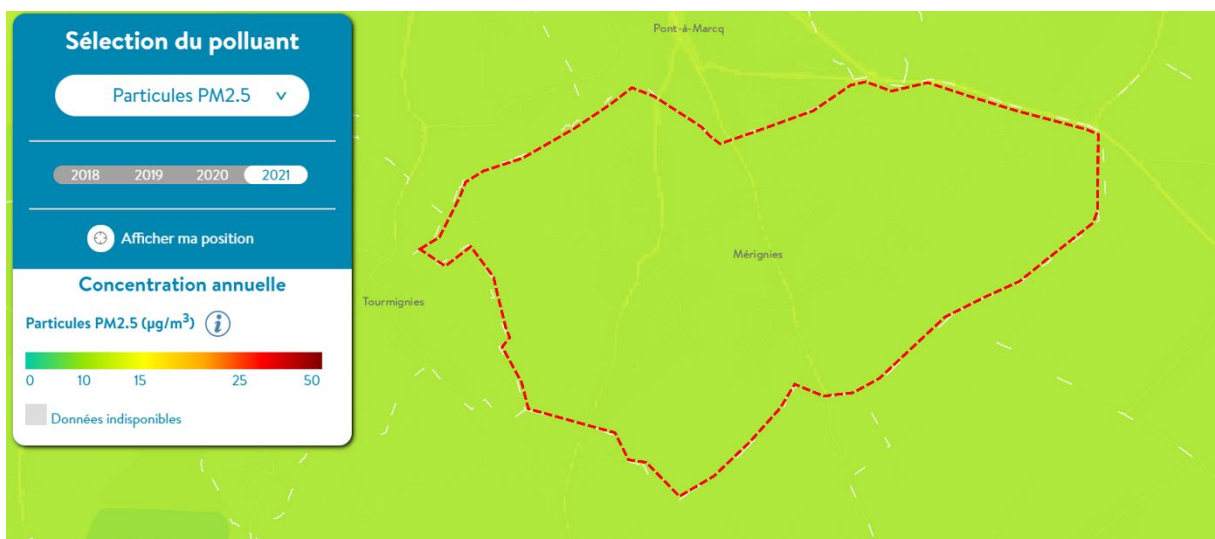 Sélection du polluant
Particules PM2.5
2018 2019 2020 2021
Afficher ma position
Concentration annuelle
Particules PM2.5 (µg/m³) i
0 10 15 25 50
Données indisponibles
Pont-à-Marcq
Mérignies
Tourmignies